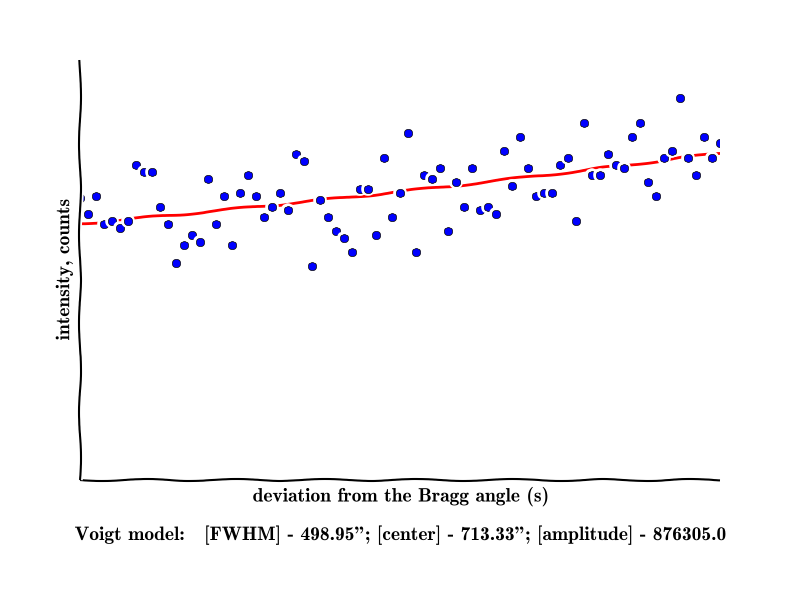 intensity, counts
deviation from the Bragg angle (s)
Voigt model: [FWHM] - 498.95”; [center] - 713.33”; [amplitude] - 876305.0